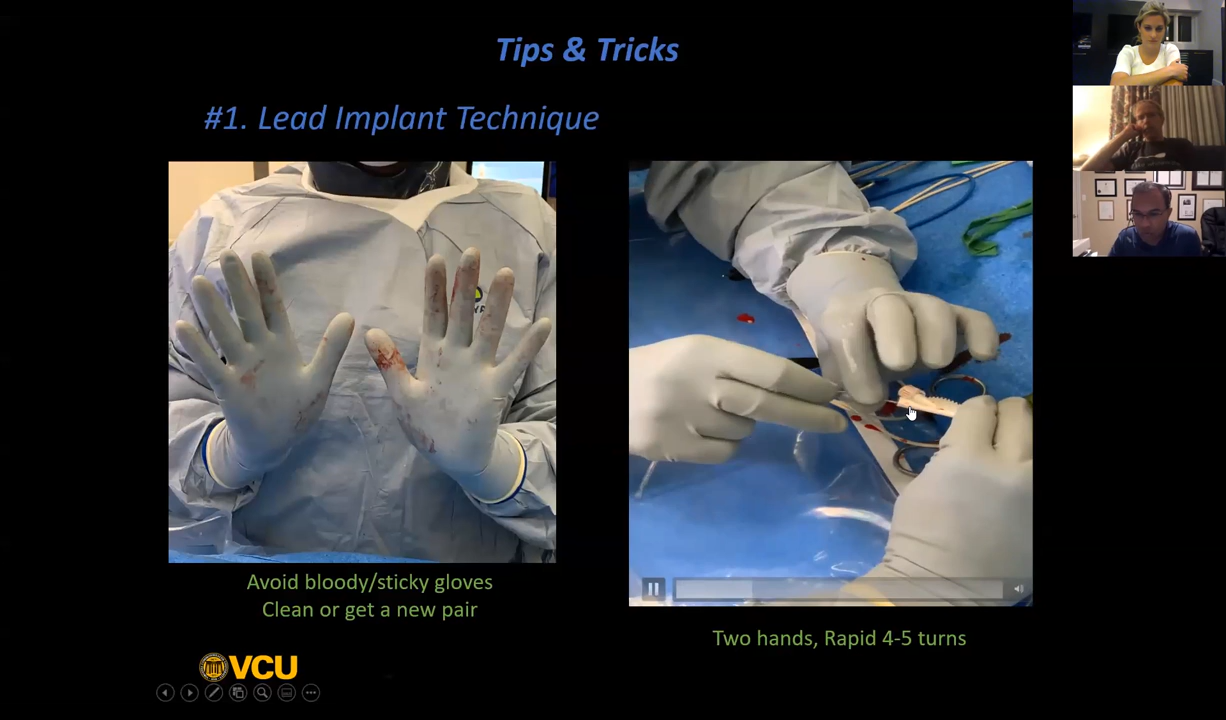 Tips & Tricks
#1. Lead Implant Technique
Avoid bloody/sticky gloves
Clean or get a new pair
Two hands, Rapid 4-5 turns
VCU